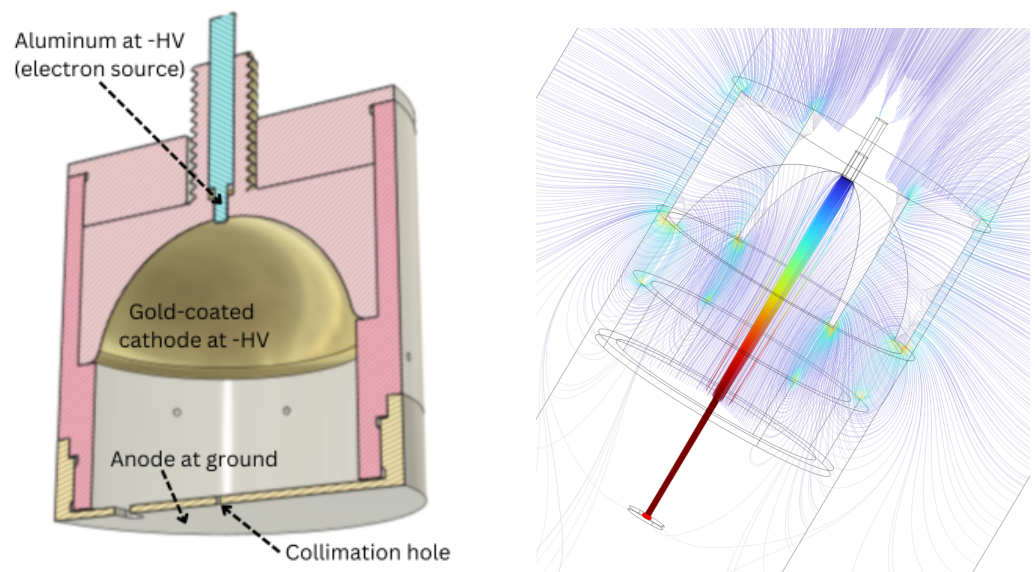 Aluminum at -HV
(electron source)
Gold-coated
cathode at -HV
Anode at ground
Collimation hole